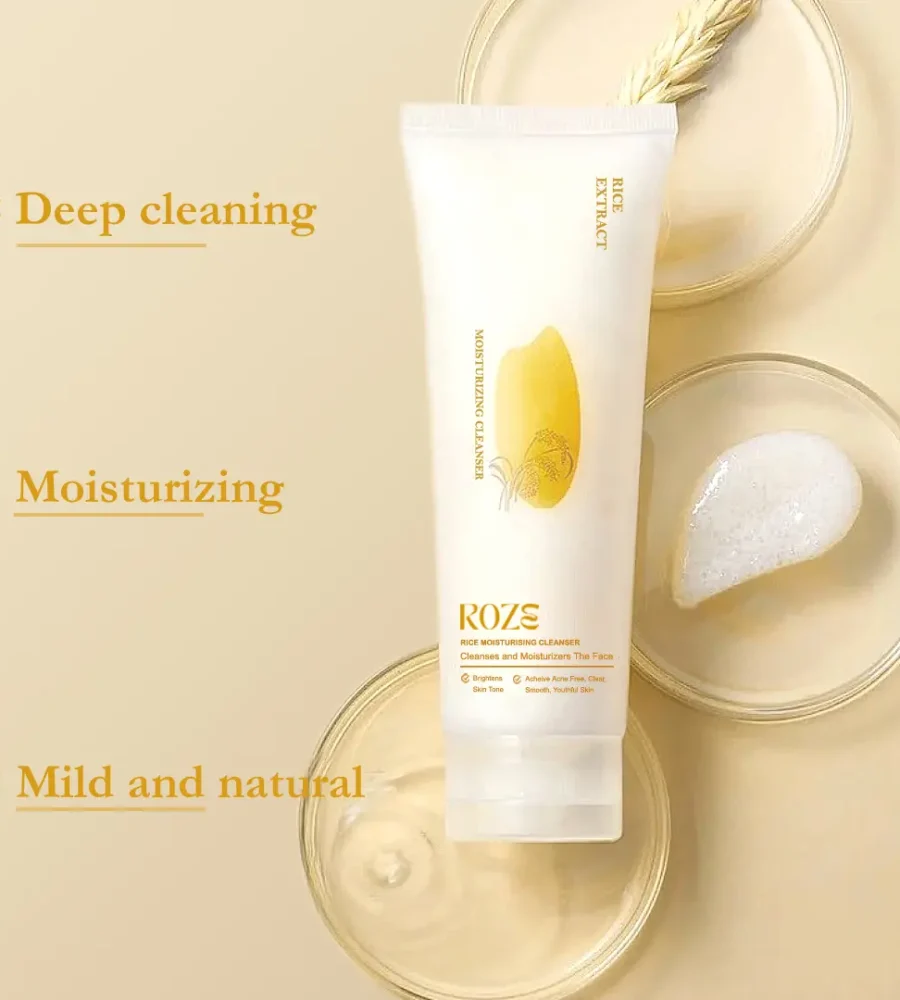 Deep cleaning
Moisturizing
Mild and natural
RICE
EXTRACT
MOISTURIZING CLEANSER
ROZE
RICE MOISTURISING CLEANSER
Cleanses and Moisturizers The Face
Brightens
Skin Tone
Acheive Acne Free, Clear,
Smooth, Youthful Skin